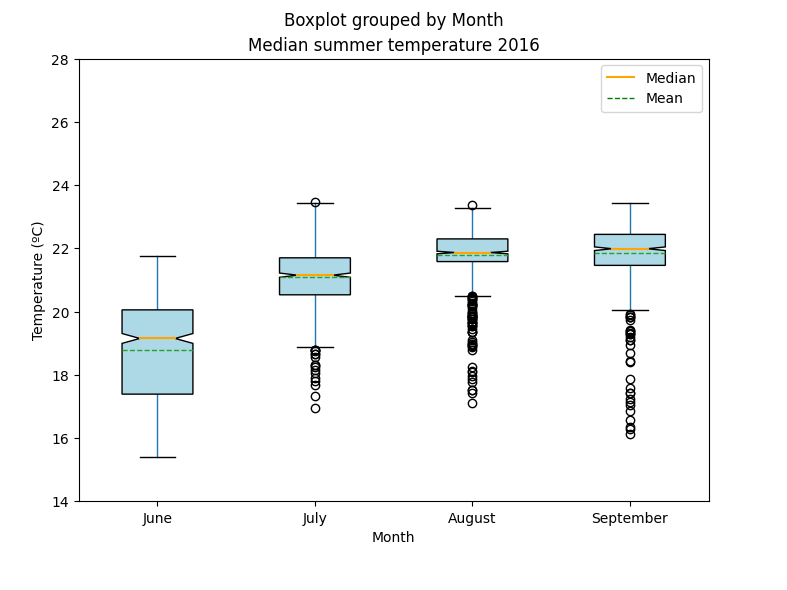 Boxplot grouped by Month
Median summer temperature 2016
Median
Mean
Temperature (ºC)
28
26
24
22
20
18
16
14
June July August September
Month